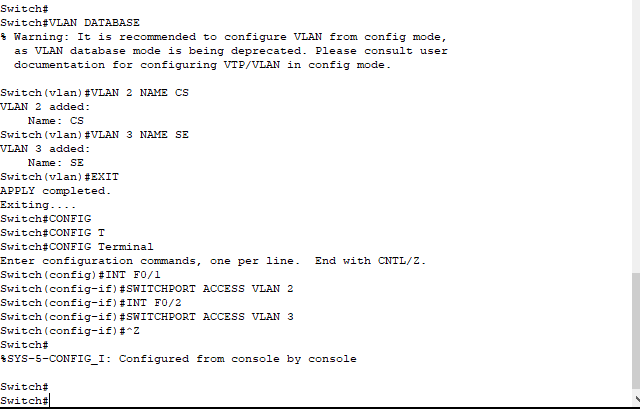 Switch#
Switch#VLAN DATABASE
% Warning: It is recommended to configure VLAN from config mode,
as VLAN database mode is being deprecated. Please consult user
documentation for configuring VTP/VLAN in config mode.
Switch(vlan)#VLAN 2 NAME CS
VLAN 2 added:
Name: CS
Switch(vlan)#VLAN 3 NAME SE
VLAN 3 added:
Name: SE
Switch(vlan)#EXIT
APPLY completed.
Exiting....
Switch#CONFIG
Switch#CONFIG T
Switch#CONFIG Terminal
Enter configuration commands, one per line.  End with CNTL/Z.
Switch(config)#INT F0/1
Switch(config-if)#SWITCHPORT ACCESS VLAN 2
Switch(config-if)#INT F0/2
Switch(config-if)#SWITCHPORT ACCESS VLAN 3
Switch(config-if)#^Z
Switch#
%SYS-5-CONFIG_I: Configured from console by console
Switch#
Switch#